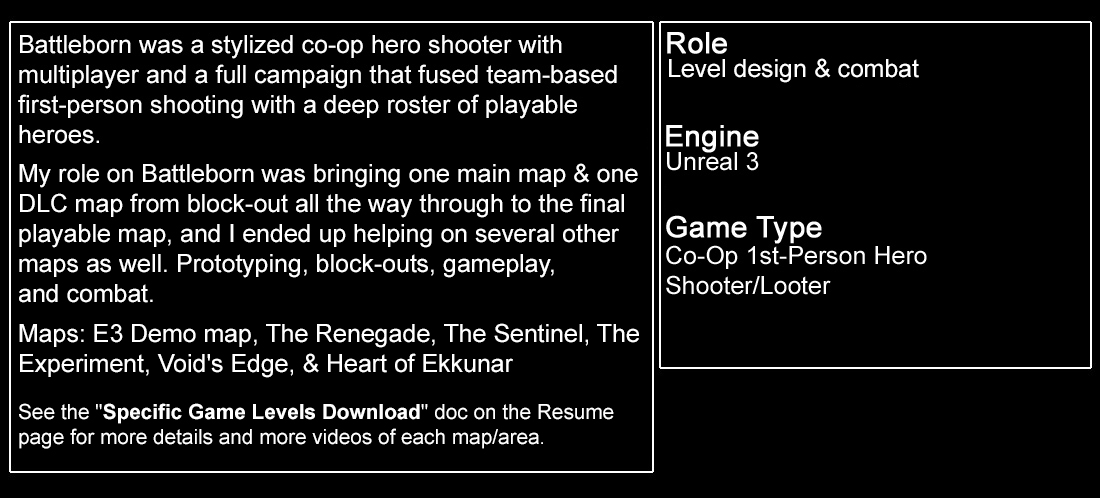 Battleborn was a stylized co-op hero shooter with
multiplayer and a full campaign that fused team-based
first-person shooting with a deep roster of playable
heroes.
My role on Battleborn was bringing one main map & one
DLC map from block-out all the way through to the final
playable map, and I ended up helping on several other
maps as well. Prototyping, block-outs, gameplay,
and combat.
Maps: E3 Demo map, The Renegade, The Sentinel, The
Experiment, Void's Edge, & Heart of Ekkunar
See the "Specific Game Levels Download" doc on the Resume
page for more details and more videos of each map/area.
Role
Level design & combat
Engine
Unreal 3
Game Type
Co-Op 1st-Person Hero
Shooter/Looter